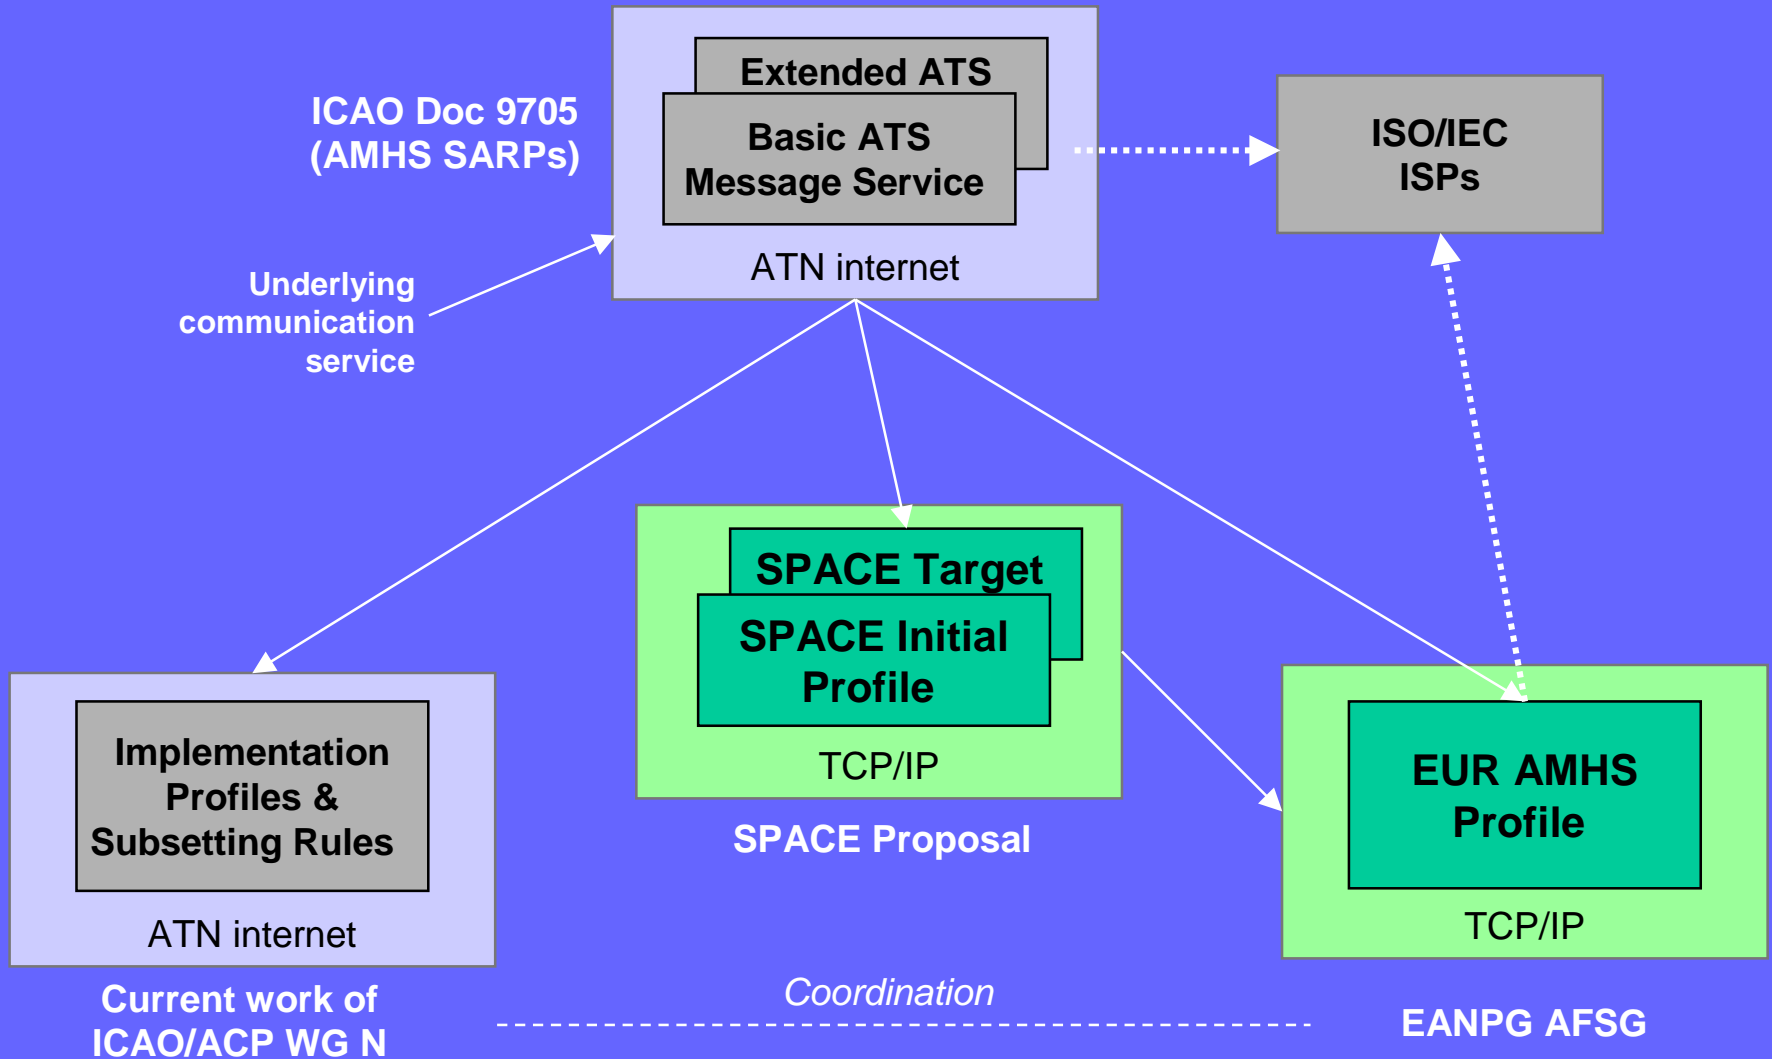 Extended ATS
Basic ATS
Message Service
ATN internet
ICAO Doc 9705
(AMHS SARPs)
ISO/IEC
ISPs
Underlying
communication
service
SPACE Target
SPACE Initial
Profile
TCP/IP
SPACE Proposal
Implementation
Profiles &
Subsetting Rules
ATN internet
Current work of
ICAO/ACP WG N
EUR AMHS
Profile
TCP/IP
EANPG AFSG
Coordination